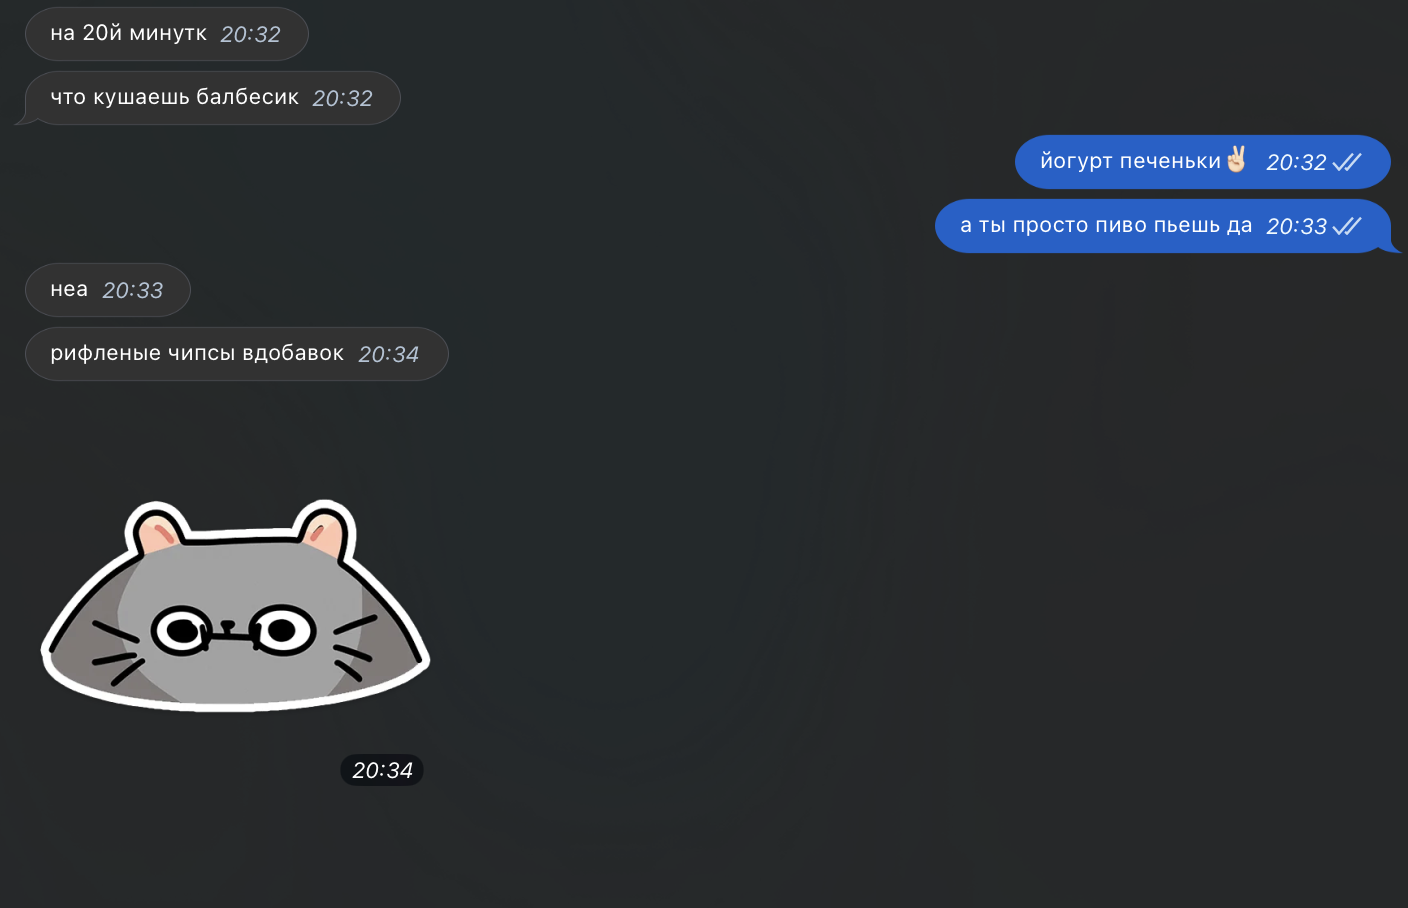 на 20й минутк 20:32
что кушаешь балбесик 20:32
йогурт печеньки✌🏻 20:32
а ты просто пиво пьешь да 20:33
неа 20:33
рифленые чипсы вдобавок 20:34
20:34